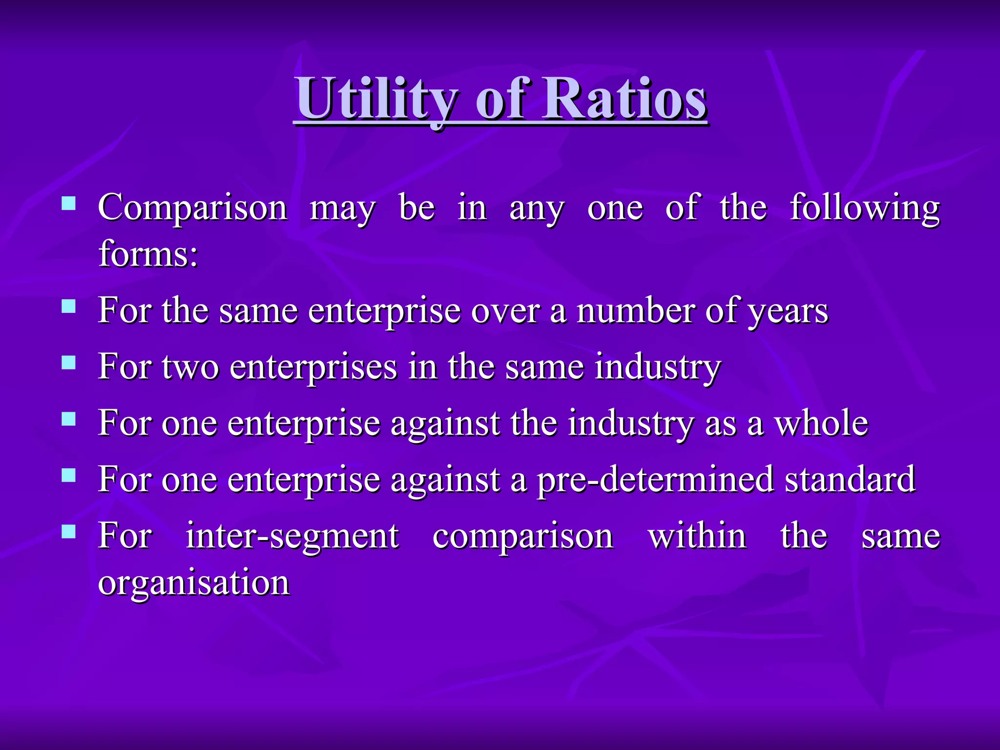 Utility of Ratios
▪ Comparison may be in any one of the following
forms:
▪ For the same enterprise over a number of years
▪ For two enterprises in the same industry
▪ For one enterprise against the industry as a whole
▪ For one enterprise against a pre-determined standard
▪ For inter-segment comparison within the same
organisation